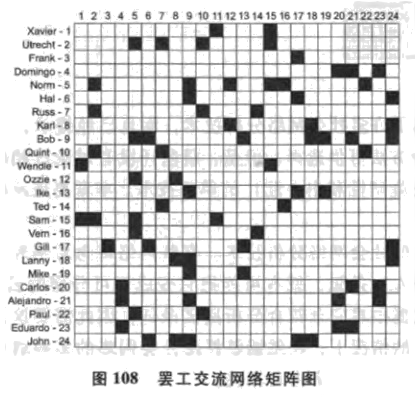 1 2 3 4 5 6 7 8 9 10 11 12 13 14 15 16 17 18 19 20 21 22 23 24
Xavier - 1
Utrecht - 2
Frank - 3
Domingo - 4
Norm - 5
Hal - 6
Russ - 7
Karl - 8
Bob - 9
Quint - 10
Wendle - 11
Ozzie - 12
Ike - 13
Ted - 14
Sam - 15
Vern - 16
Gill - 17
Lanny - 18
Mike - 19
Carlos - 20
Alejandro - 21
Paul - 22
Eduardo - 23
John - 24
图 108 罢工交流网络矩阵图